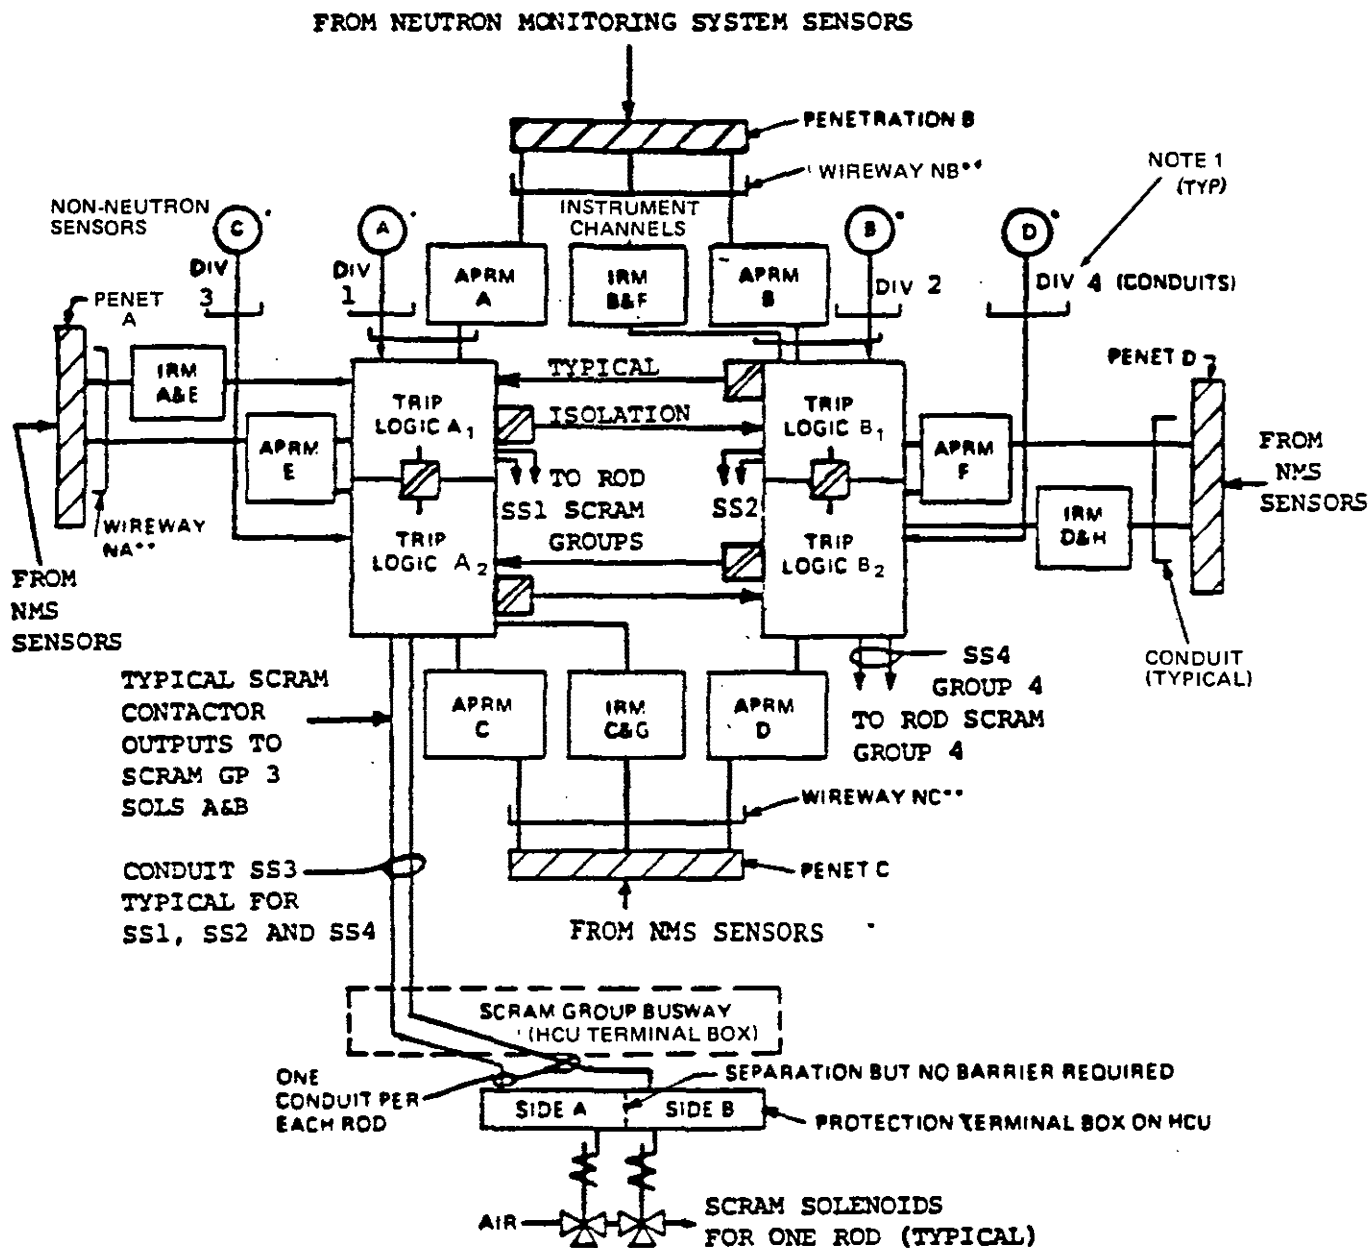 FROM NEUTRON MONITORING SYSTEM SENSORS
PENETRATION B
WIREWAY NB**
NOTE 1
(TYP)
NON-NEUTRON
SENSORS
C*
A*
INSTRUMENT
CHANNELS
B*
D*
DIV
3
DIV
1
APRM
A
IRM
B&F
APRM
B
DIV 2
DIV 4 (CONDUITS)
PENET
A
IRM
A&E
TYPICAL
PENET D
TRIP
LOGIC A1
ISOLATION
TRIP
LOGIC B1
APRM
E
APRM
F
FROM
NMS
SENSORS
TO ROD
SS1 SCRAM
GROUPS
SS2
IRM
D&H
WIREWAY
NA**
TRIP
LOGIC A2
TRIP
LOGIC B2
FROM
NMS
SENSORS
CONDUIT
(TYPICAL)
TYPICAL SCRAM
CONTACTOR
OUTPUTS TO
SCRAM GP 3
SOLS A&B
APRM
C
IRM
C&G
APRM
D
SS4
GROUP 4
TO ROD SCRAM
GROUP 4
WIREWAY NC**
CONDUIT SS3
TYPICAL FOR
SS1, SS2 AND SS4
PENET C
FROM NMS SENSORS
SCRAM GROUP BUSWAY
(HCU TERMINAL BOX)
ONE
CONDUIT PER
EACH ROD
SEPARATION BUT NO BARRIER REQUIRED
SIDE A
SIDE B
PROTECTION TERMINAL BOX ON HCU
AIR
SCRAM SOLENOIDS
FOR ONE ROD (TYPICAL)